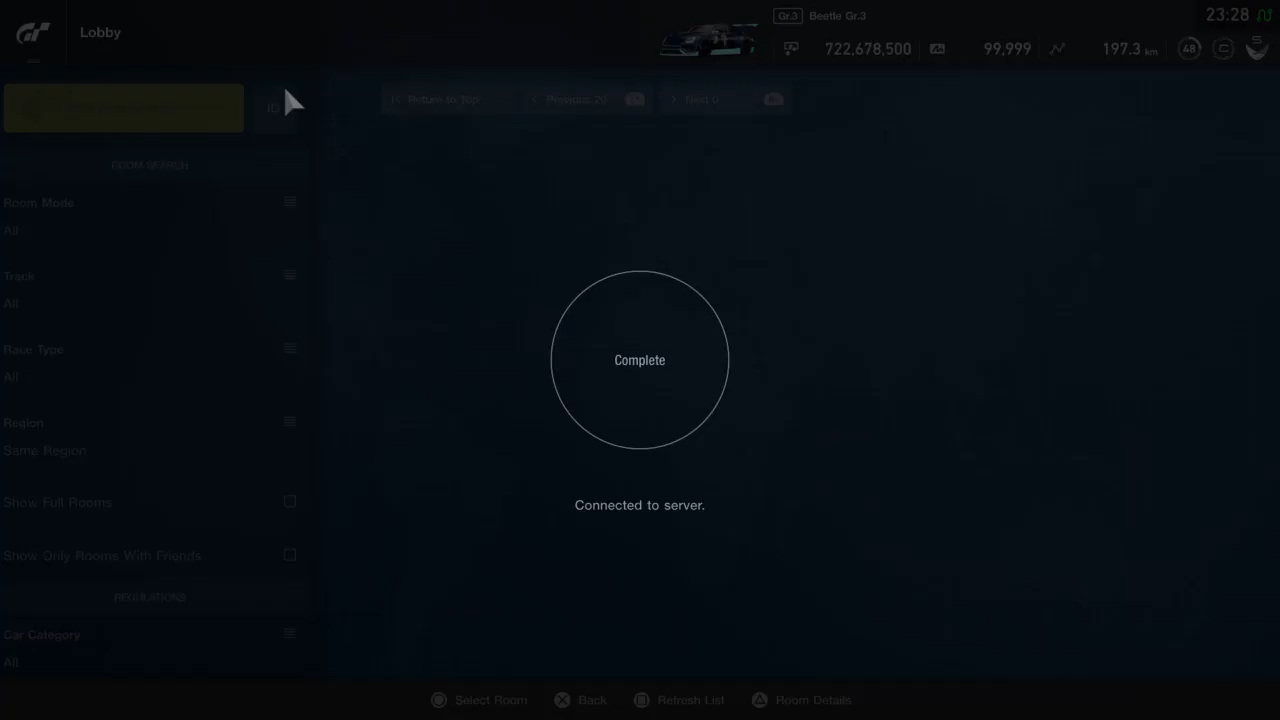 Gr.3 Beetle Gr.3
23:28
Lobby
722,678,500 99,999 197.3 km 48 C S
ID
Return to Top Previous 20 Next 0
ROOM SEARCH
Room Mode
All
Track
All
Race Type
All
Region
Same Region
Show Full Rooms
Show Only Rooms With Friends
REGULATIONS
Car Category
All
Complete
Connected to server.
Select Room Back Refresh List Room Details